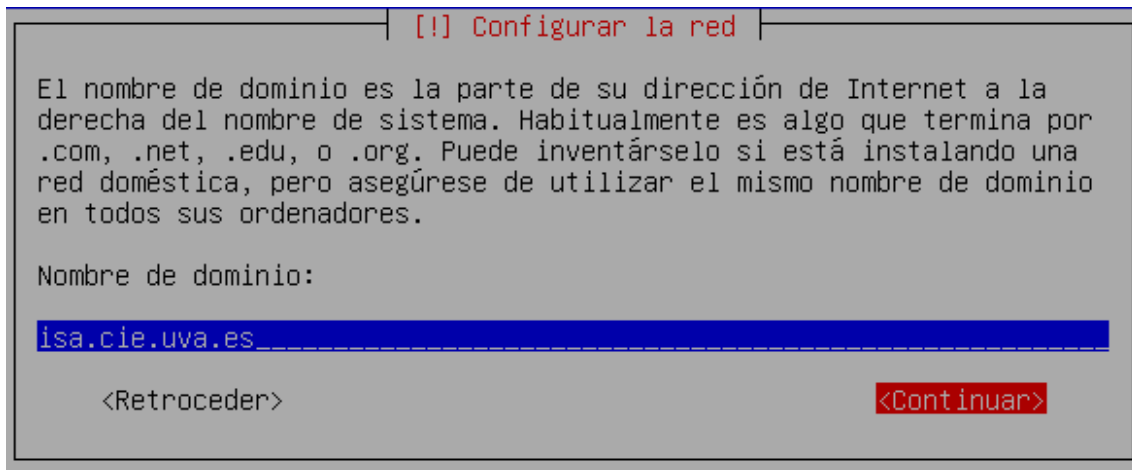 [!] Configurar la red
El nombre de dominio es la parte de su dirección de Internet a la
derecha del nombre de sistema. Habitualmente es algo que termina por
.com, .net, .edu, o .org. Puede inventárselo si está instalando una
red doméstica, pero asegúrese de utilizar el mismo nombre de dominio
en todos sus ordenadores.
Nombre de dominio:
isa.cie.uva.es_______________________________________________________
<Retroceder> <Continuar>